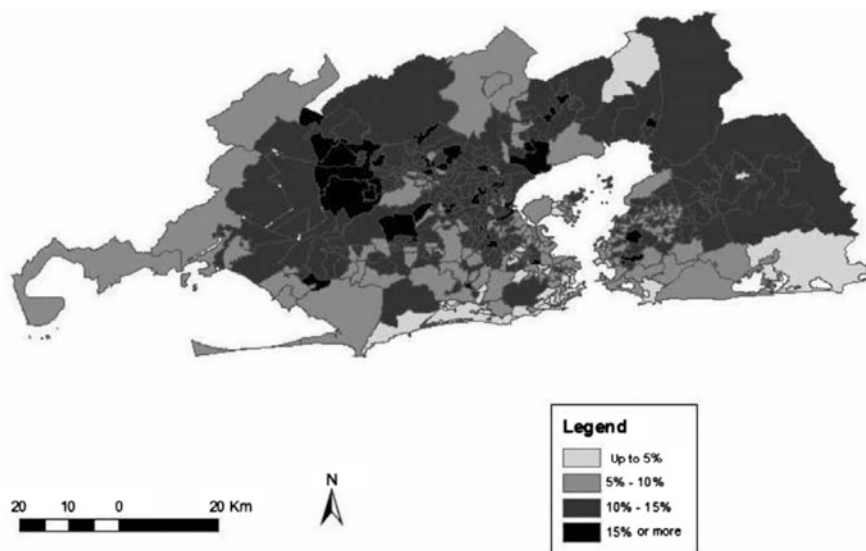 Legend
Up to 5%
5% - 10%
10% - 15%
15% or more
N
20 10 0 20 Km